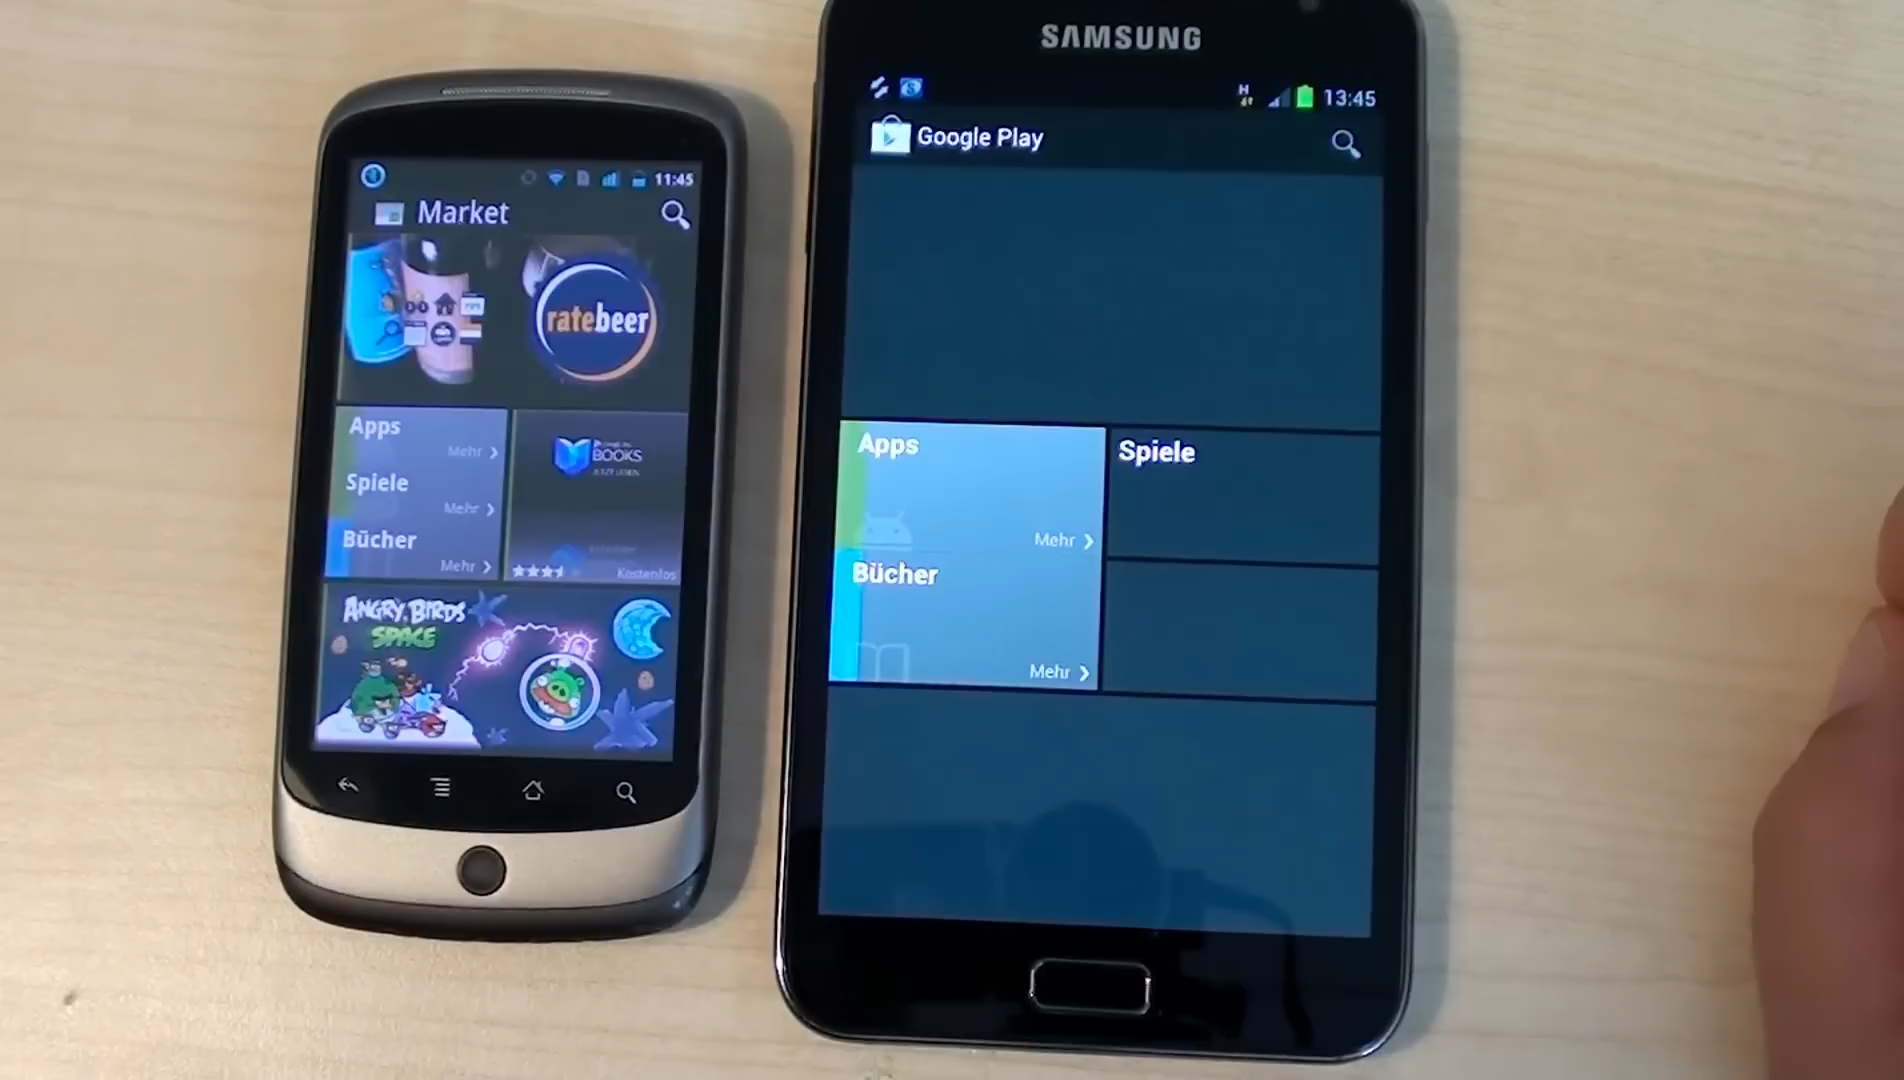 11:45
Market
ratebeer
Apps
Mehr
Spiele
Mehr
Bücher
Mehr
BOOKS
Kostenlos
ANGRY BIRDS
SPACE
SAMSUNG
H
13:45
Google Play
Apps
Mehr
Bücher
Mehr
Spiele